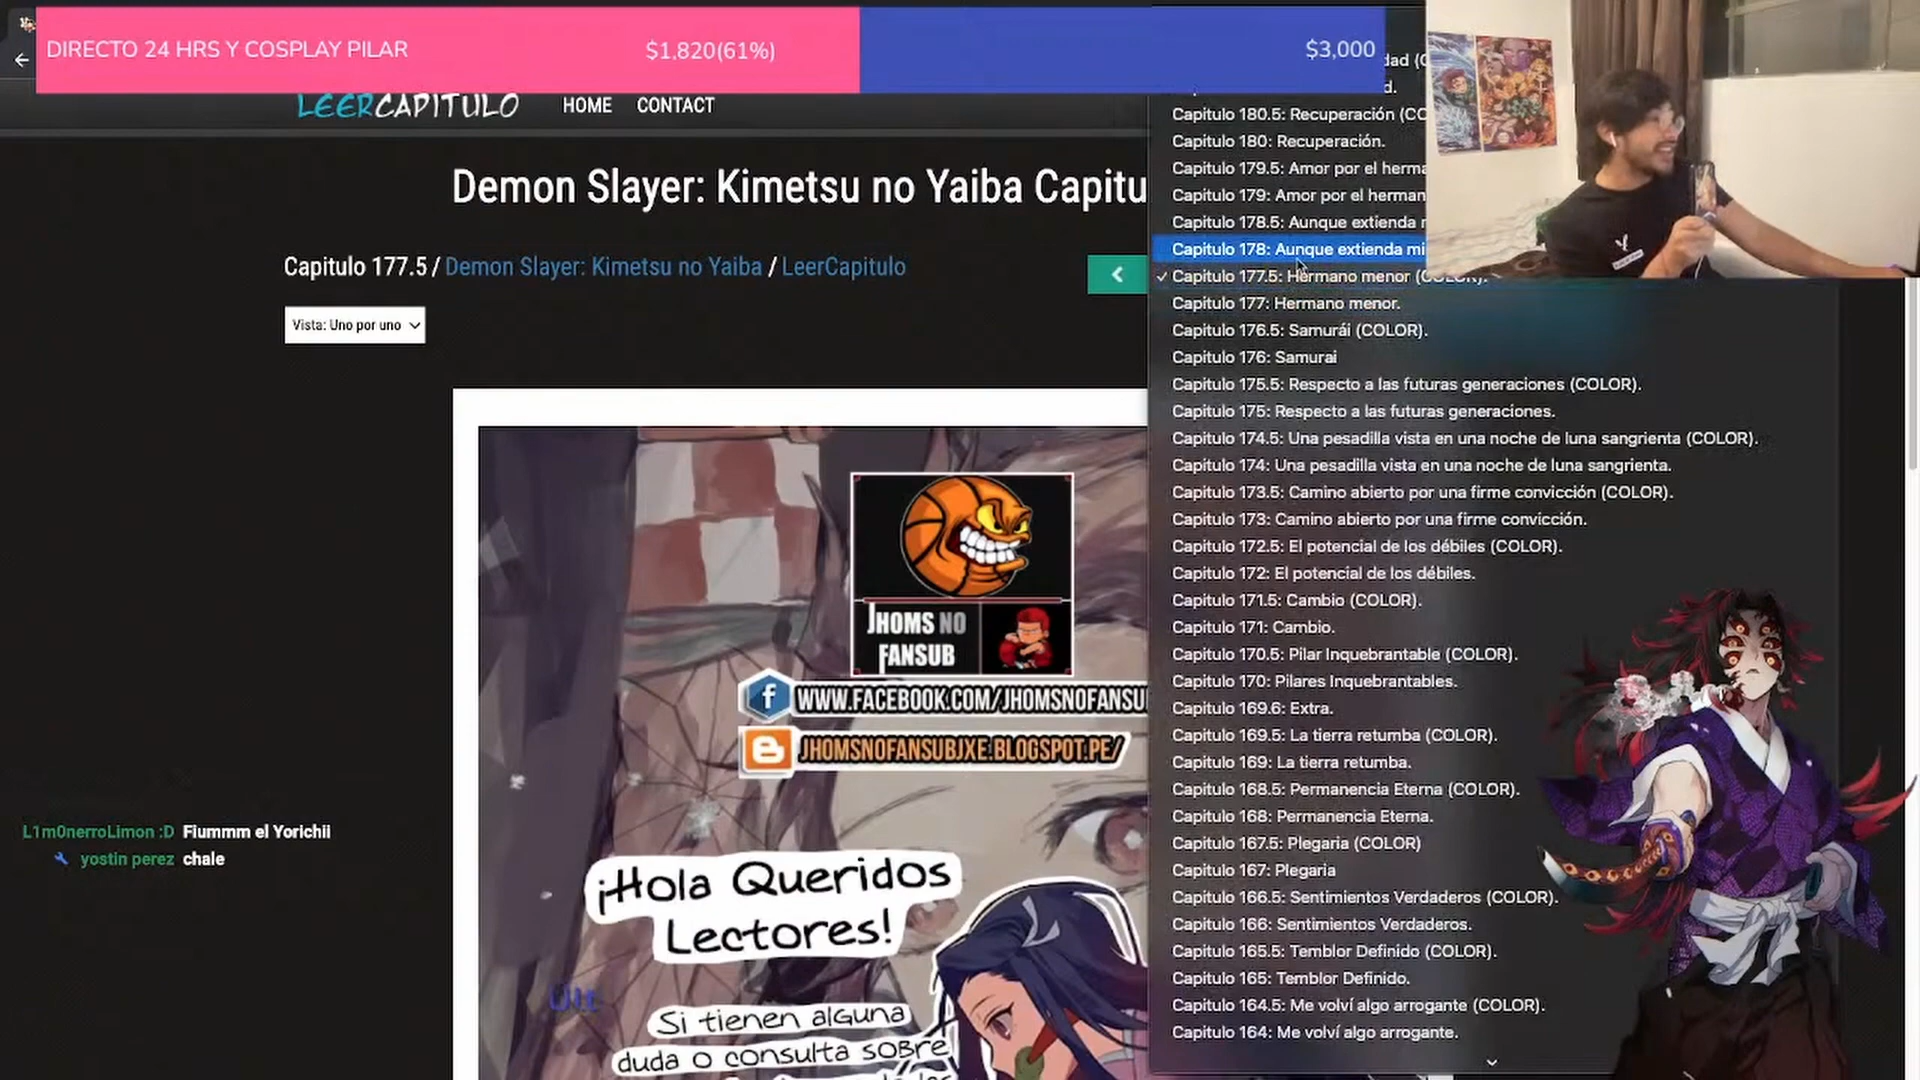 DIRECTO 24 HRS Y COSPLAY PILAR
$1,820(61%)
$3,000
LEERCAPITULO
HOME
CONTACT
Demon Slayer: Kimetsu no Yaiba Capitu
Capitulo 177.5 / Demon Slayer: Kimetsu no Yaiba / LeerCapitulo
Vista: Uno por uno
dad (C
d.
Capitulo 180.5: Recuperación (CO
Capitulo 180: Recuperación.
Capitulo 179.5: Amor por el herma
Capitulo 179: Amor por el herman
Capitulo 178.5: Aunque extienda
Capitulo 178: Aunque extienda mi
✓ Capitulo 177.5: Hermano menor (COLOR).
Capitulo 177: Hermano menor.
Capitulo 176.5: Samurái (COLOR).
Capitulo 176: Samurai
Capitulo 175.5: Respecto a las futuras generaciones (COLOR).
Capitulo 175: Respecto a las futuras generaciones.
Capitulo 174.5: Una pesadilla vista en una noche de luna sangrienta (COLOR).
Capitulo 174: Una pesadilla vista en una noche de luna sangrienta.
Capitulo 173.5: Camino abierto por una firme convicción (COLOR).
Capitulo 173: Camino abierto por una firme convicción.
Capitulo 172.5: El potencial de los débiles (COLOR).
Capitulo 172: El potencial de los débiles.
Capitulo 171.5: Cambio (COLOR).
Capitulo 171: Cambio.
Capitulo 170.5: Pilar Inquebrantable (COLOR).
Capitulo 170: Pilares Inquebrantables.
Capitulo 169.6: Extra.
Capitulo 169.5: La tierra retumba (COLOR).
Capitulo 169: La tierra retumba.
Capitulo 168.5: Permanencia Eterna (COLOR).
Capitulo 168: Permanencia Eterna.
Capitulo 167.5: Plegaria (COLOR)
Capitulo 167: Plegaria
Capitulo 166.5: Sentimientos Verdaderos (COLOR).
Capitulo 166: Sentimientos Verdaderos.
Capitulo 165.5: Temblor Definido (COLOR).
Capitulo 165: Temblor Definido.
Capitulo 164.5: Me volví algo arrogante (COLOR).
Capitulo 164: Me volví algo arrogante.
JHOMS NO
FANSUB
WWW.FACEBOOK.COM/JHOMSNOFANSU
JHOMSNOFANSUBJXE.BLOGSPOT.PE/
¡Hola Queridos
Lectores!
Si tienen alguna
duda o consulta sobre
L1m0nerroLimon :D Fiummm el Yorichii
yostin perez chale